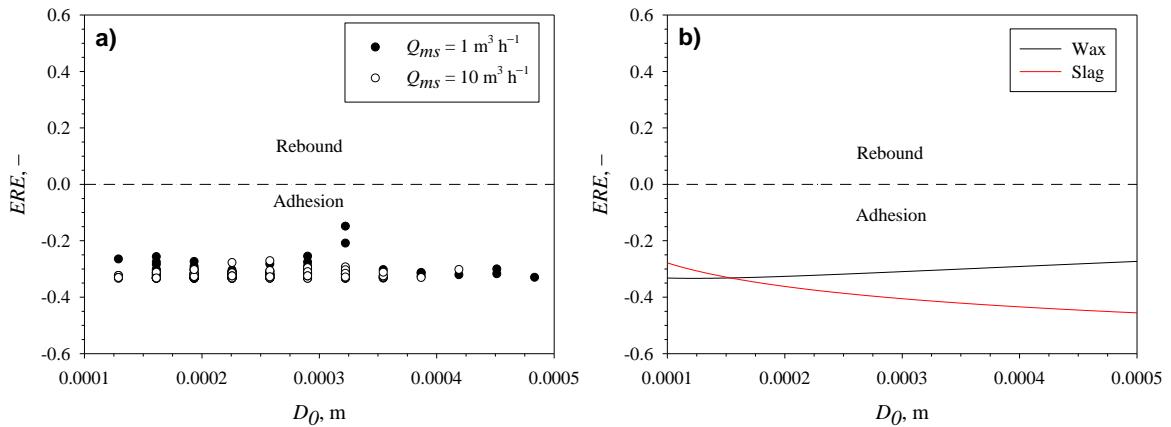 a)
Q_ms = 1 m³ h⁻¹
Q_ms = 10 m³ h⁻¹
0.6
0.4
0.2
0.0
-0.2
-0.4
-0.6
ERE, –
Rebound
Adhesion
0.0001
0.0002
0.0003
0.0004
0.0005
D_0, m
b)
Wax
Slag
0.6
0.4
0.2
0.0
-0.2
-0.4
-0.6
ERE, –
Rebound
Adhesion
0.0001
0.0002
0.0003
0.0004
0.0005
D_0, m